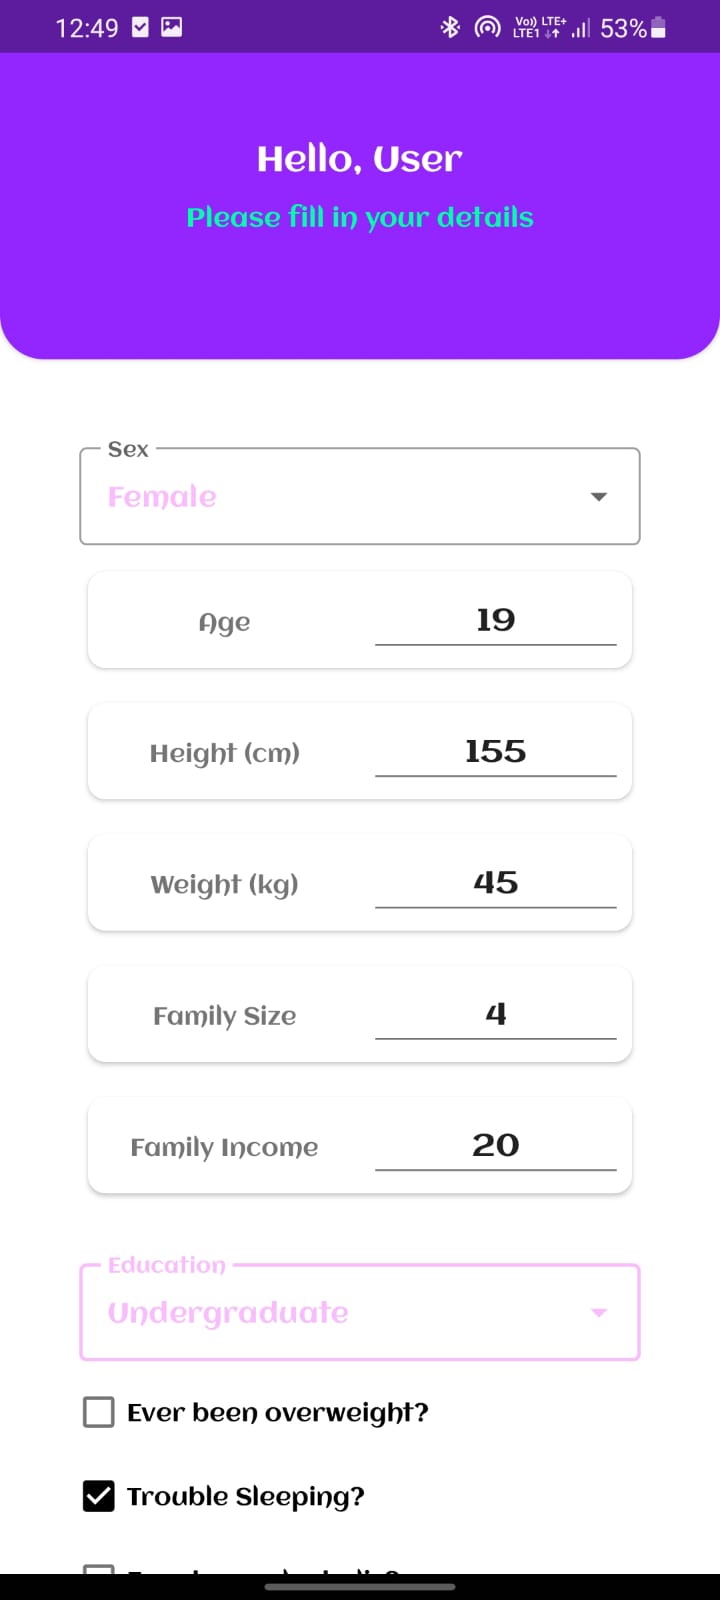 12:49
Vo)) LTE+
LTE1
53%
Hello, User
Please fill in your details
Sex
Female
Age
19
Height (cm)
155
Weight (kg)
45
Family Size
4
Family Income
20
Education
Undergraduate
Ever been overweight?
Trouble Sleeping?